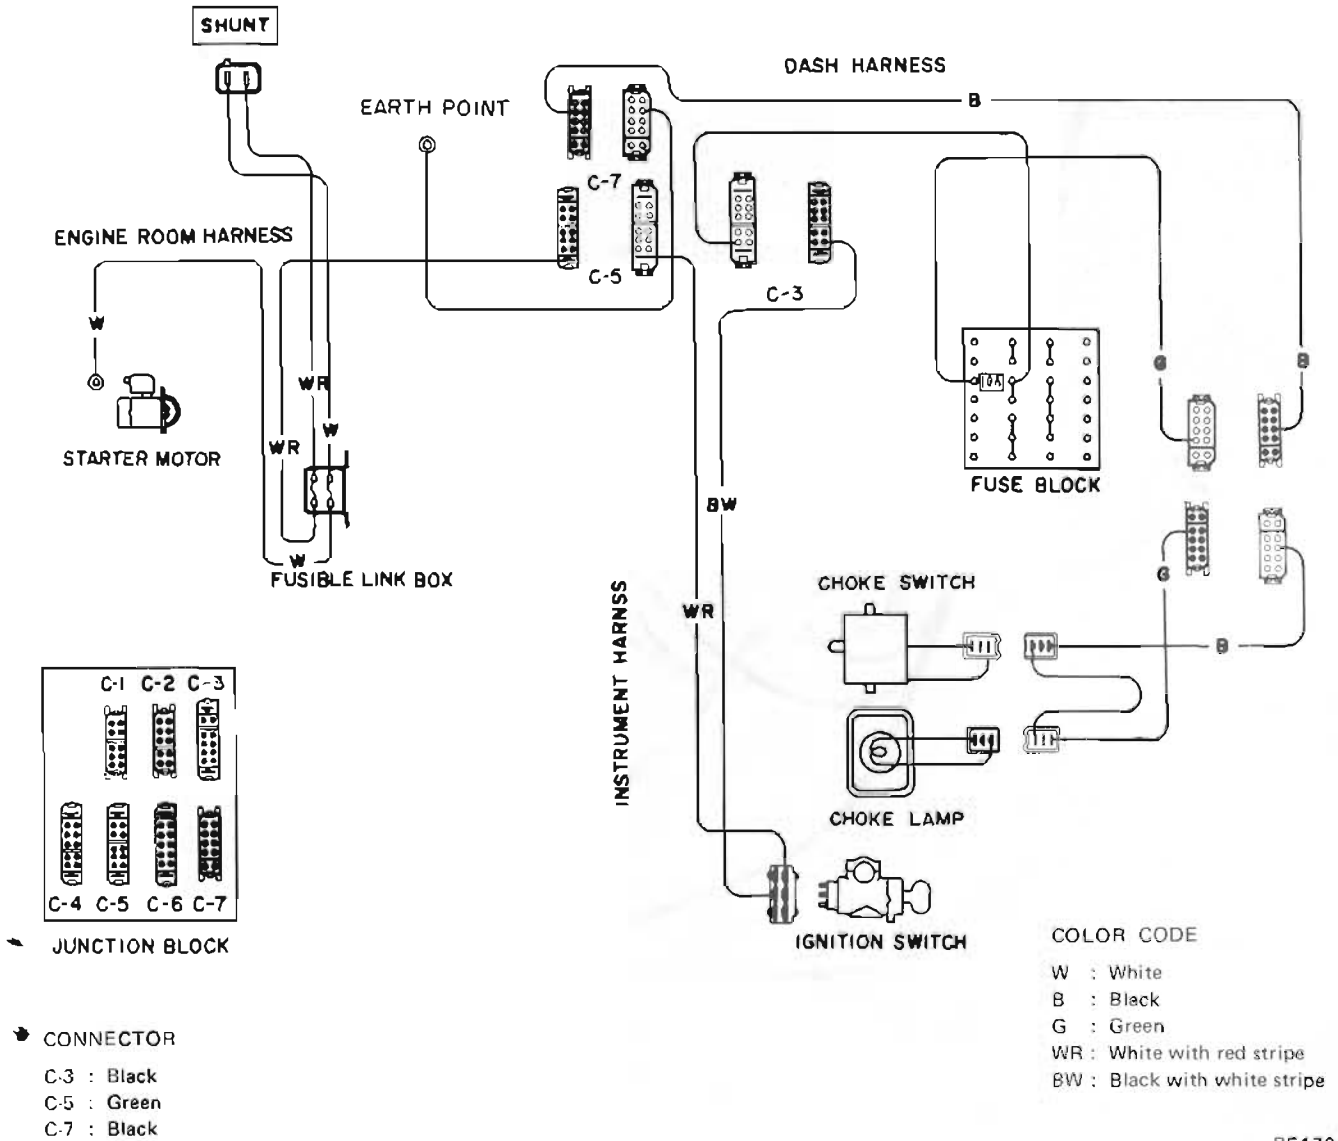 SHUNT
DASH HARNESS
EARTH POINT
B
C-7
ENGINE ROOM HARNESS
C-5
C-3
W
WR
W
WR
G
B
STARTER MOTOR
10A
FUSE BLOCK
BW
W
FUSIBLE LINK BOX
INSTRUMENT HARNSS
CHOKE SWITCH
G
WR
B
C-1 C-2 C-3
CHOKE LAMP
C-4 C-5 C-6 C-7
JUNCTION BLOCK
IGNITION SWITCH
COLOR CODE
W : White
B : Black
G : Green
WR : White with red stripe
BW : Black with white stripe
CONNECTOR
C-3 : Black
C-5 : Green
C-7 : Black